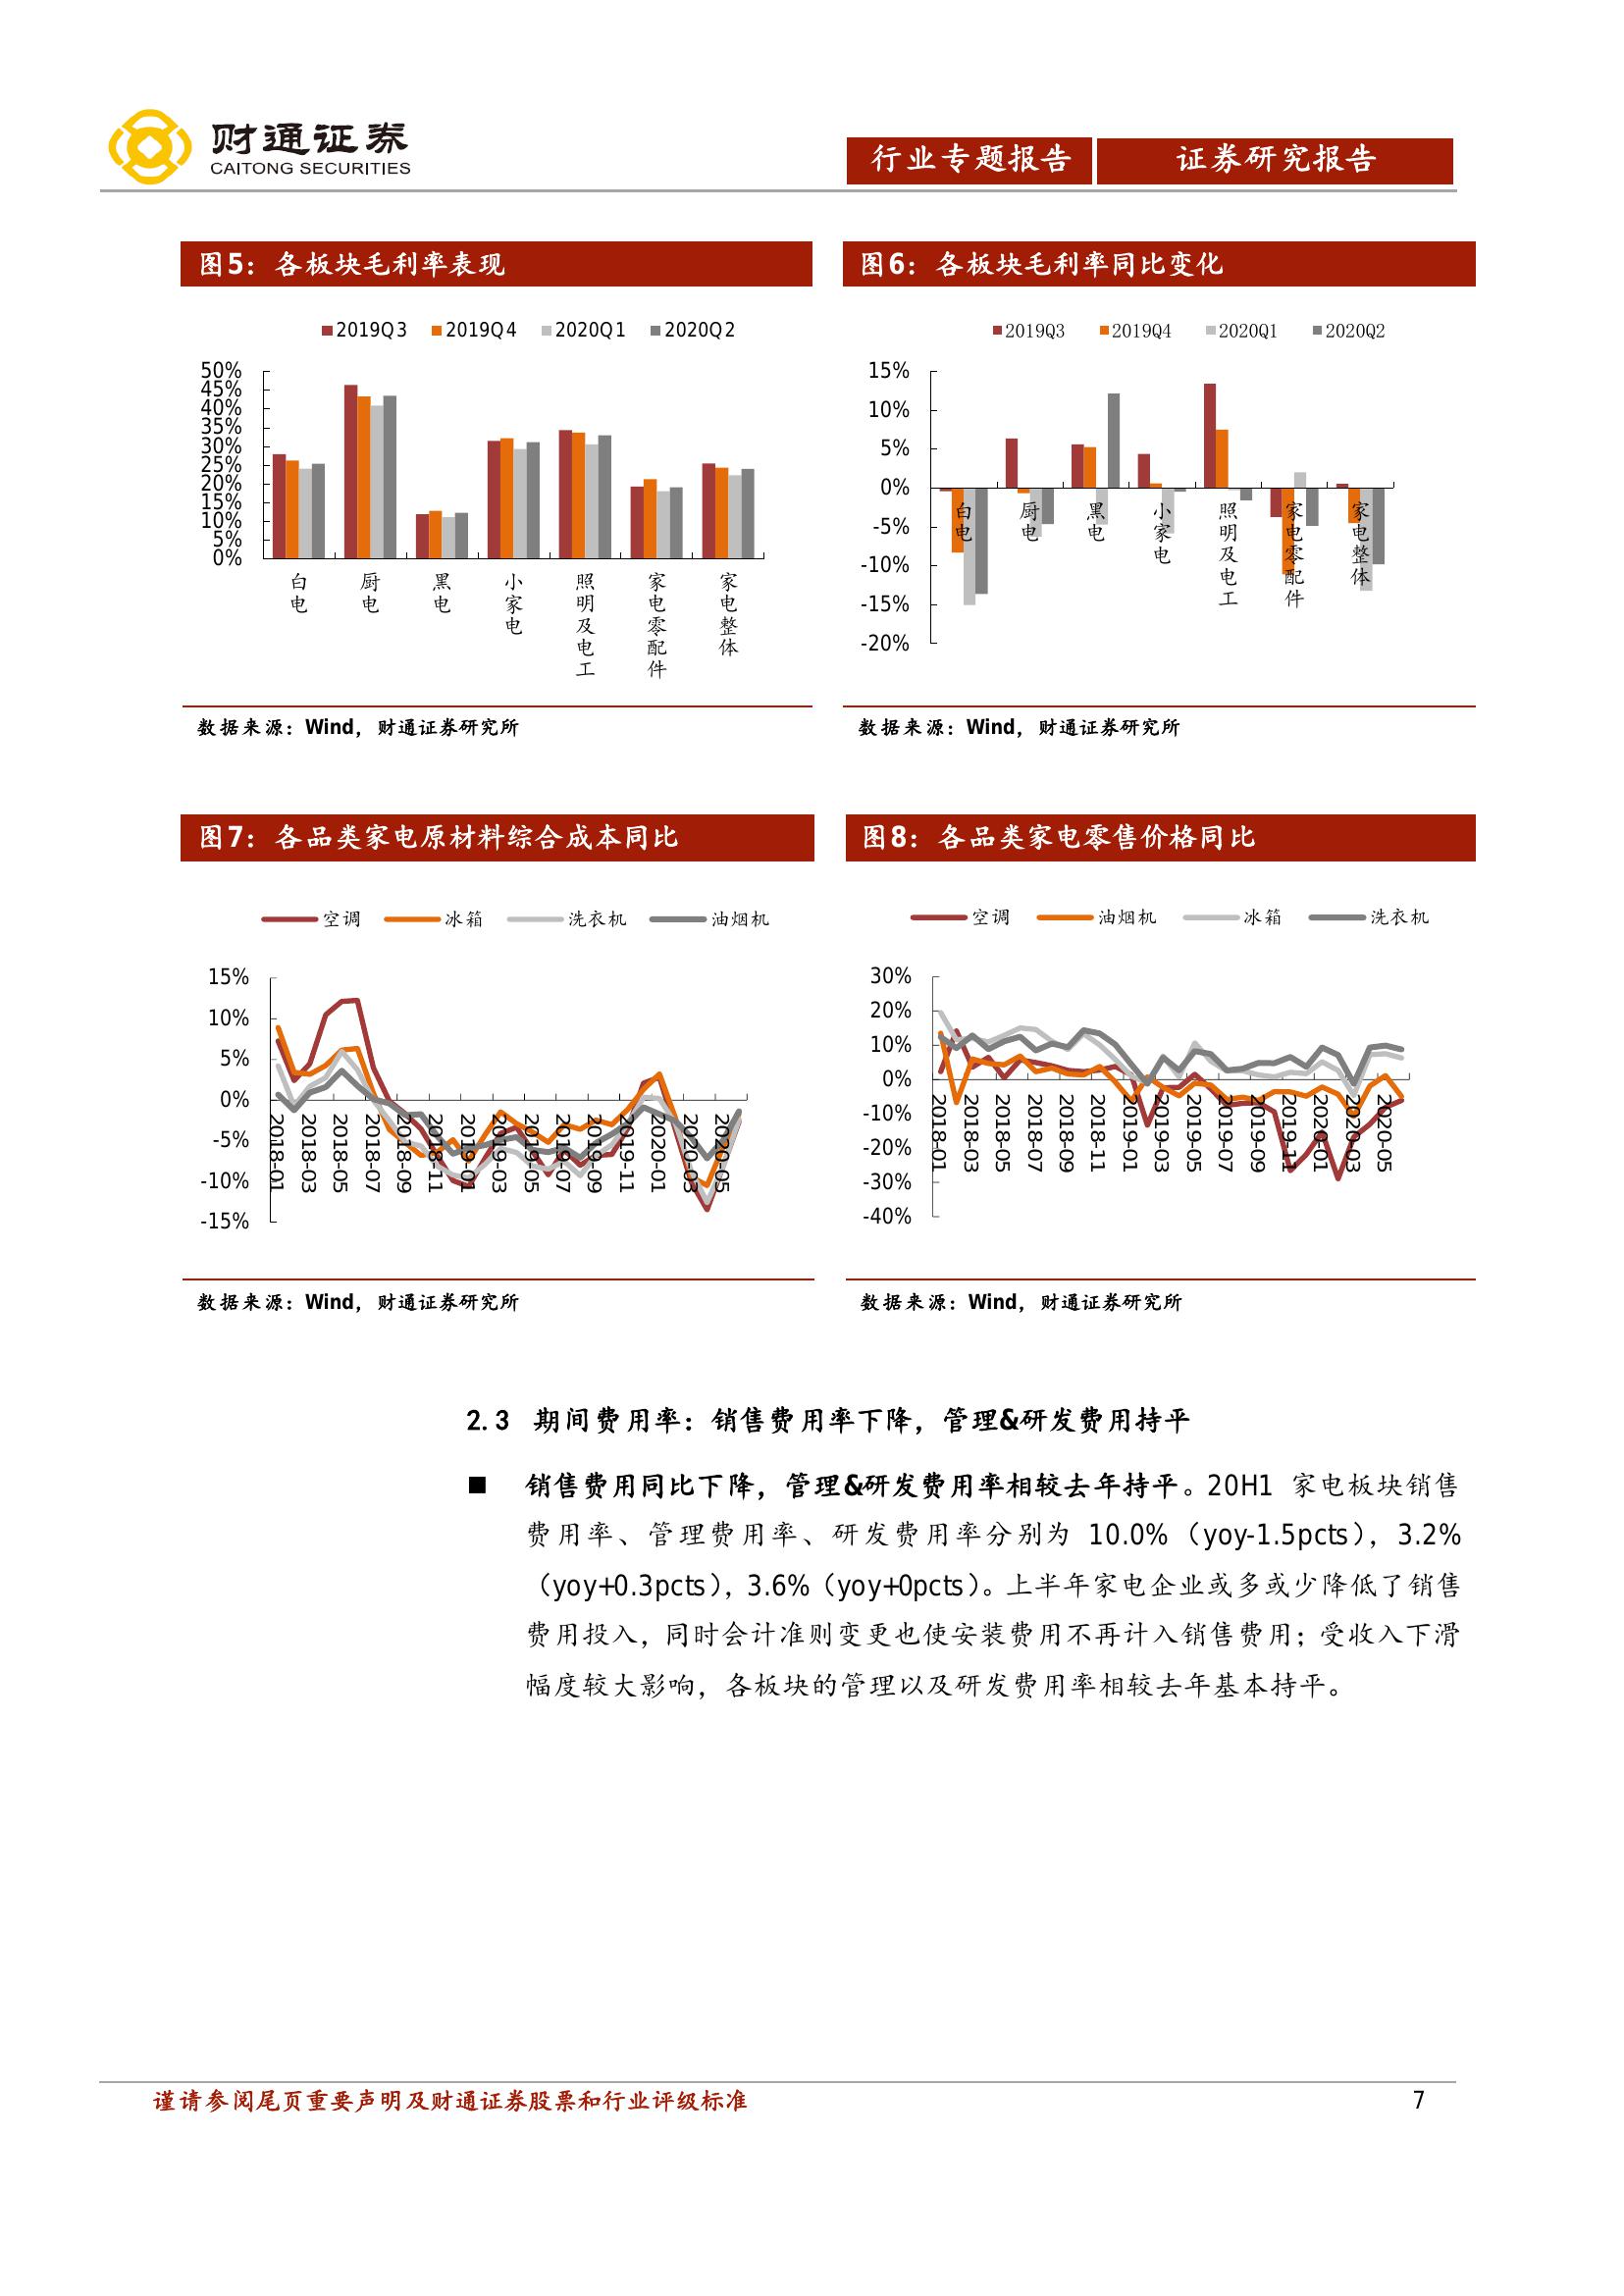 财通证券
CAITONG SECURITIES
行业专题报告 证券研究报告
图5：各板块毛利率表现
2019Q3 2019Q4 2020Q1 2020Q2
50%
45%
40%
35%
30%
25%
20%
15%
10%
5%
0%
白电 厨电 黑电 小家电 照明及电工 家电零配件 家电整体
数据来源：Wind，财通证券研究所
图6：各板块毛利率同比变化
2019Q3 2019Q4 2020Q1 2020Q2
15%
10%
5%
0%
-5%
-10%
-15%
-20%
白电 厨电 黑电 小家电 照明及电工 家电零配件 家电整体
数据来源：Wind，财通证券研究所
图7：各品类家电原材料综合成本同比
空调 冰箱 洗衣机 油烟机
15%
10%
5%
0%
-5%
-10%
-15%
2018-01 2018-03 2018-05 2018-07 2018-09 2018-11 2019-01 2019-03 2019-05 2019-07 2019-09 2019-11 2020-01 2020-03 2020-05
数据来源：Wind，财通证券研究所
图8：各品类家电零售价格同比
空调 油烟机 冰箱 洗衣机
30%
20%
10%
0%
-10%
-20%
-30%
-40%
2018-01 2018-03 2018-05 2018-07 2018-09 2018-11 2019-01 2019-03 2019-05 2019-07 2019-09 2019-11 2020-01 2020-03 2020-05
数据来源：Wind，财通证券研究所
2.3 期间费用率：销售费用率下降，管理&研发费用持平
■ 销售费用同比下降，管理&研发费用率相较去年持平。20H1 家电板块销售
费用率、管理费用率、研发费用率分别为 10.0%（yoy-1.5pcts），3.2%
（yoy+0.3pcts），3.6%（yoy+0pcts）。上半年家电企业或多或少降低了销售
费用投入，同时会计准则变更也使安装费用不再计入销售费用；受收入下滑
幅度较大影响，各板块的管理以及研发费用率相较去年基本持平。
谨请参阅尾页重要声明及财通证券股票和行业评级标准 7